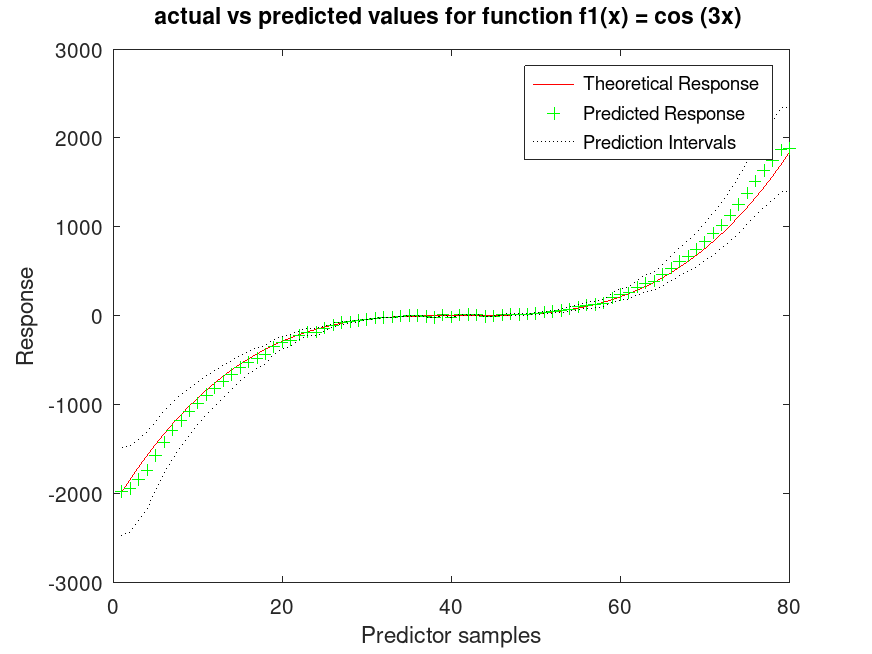 actual vs predicted values for function f1(x) = cos (3x)
3000
2000
1000
0
-1000
-2000
-3000
Response
Theoretical Response
Predicted Response
Prediction Intervals
0 20 40 60 80
Predictor samples